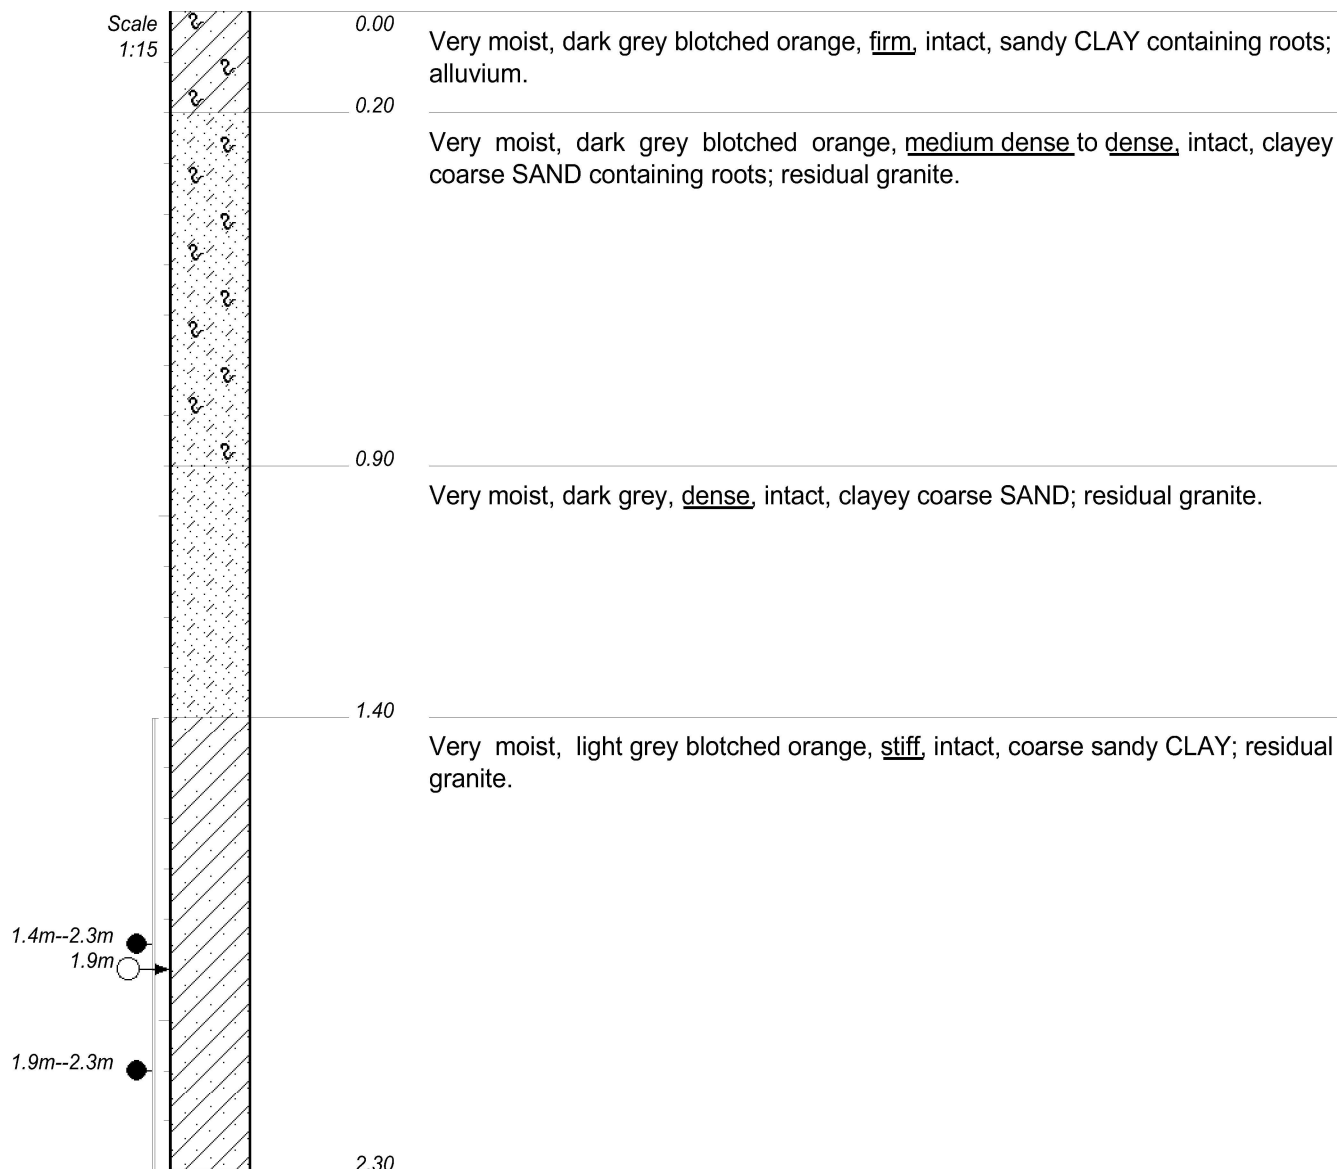 Scale
1:15
0.00
Very moist, dark grey blotched orange, firm, intact, sandy CLAY containing roots;
alluvium.
0.20
Very moist, dark grey blotched orange, medium dense to dense, intact, clayey
coarse SAND containing roots; residual granite.
0.90
Very moist, dark grey, dense, intact, clayey coarse SAND; residual granite.
1.40
Very moist, light grey blotched orange, stiff, intact, coarse sandy CLAY; residual
granite.
1.4m--2.3m
1.9m
1.9m--2.3m
2.30